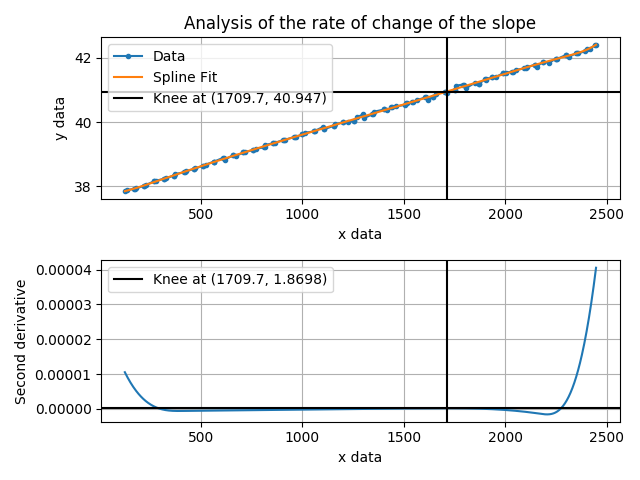 Analysis of the rate of change of the slope
Data
Spline Fit
Knee at (1709.7, 40.947)
42
40
38
y data
500 1000 1500 2000 2500
x data
Knee at (1709.7, 1.8698)
0.00004
0.00003
0.00002
0.00001
0.00000
Second derivative
500 1000 1500 2000 2500
x data